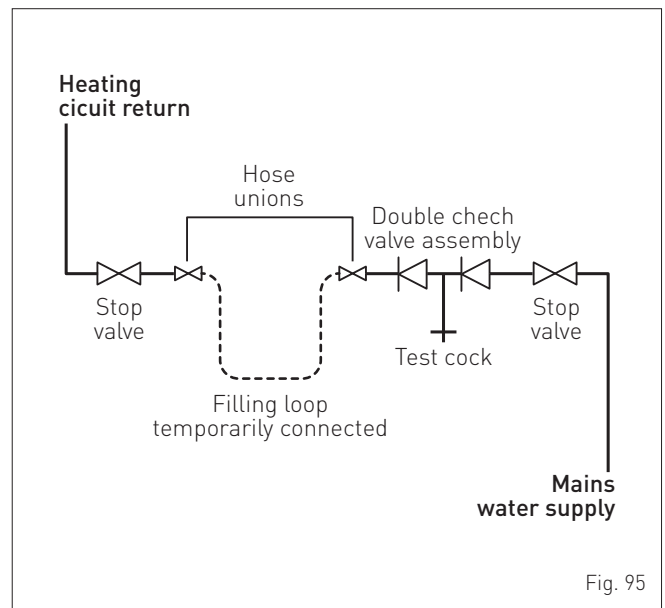 Heating
cicuit return
Hose
unions
Double chech
valve assembly
Stop
valve
Stop
valve
Test cock
Filling loop
temporarily connected
Mains
water supply
Fig. 95